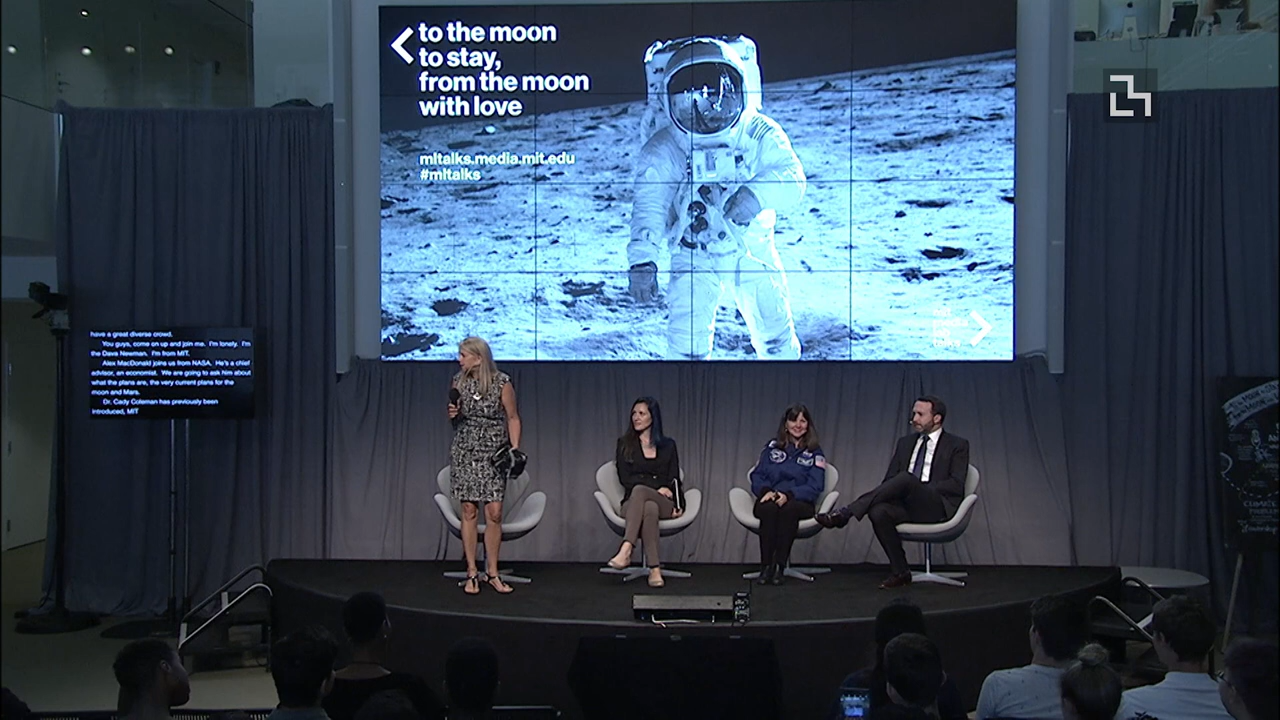 to the moon
to stay,
from the moon
with love
mltalks.media.mit.edu
#mltalks
have a great diverse crowd.
You guys, come on up and join me. I'm lonely. I'm
the Dava Newman. I'm from MIT.
Alex MacDonald joins us from NASA. He's a chief
advisor, an economist. We are going to ask him about
what the plans are, the very current plans for the
moon and Mars.
Dr. Cady Coleman has previously been
introduced, MIT